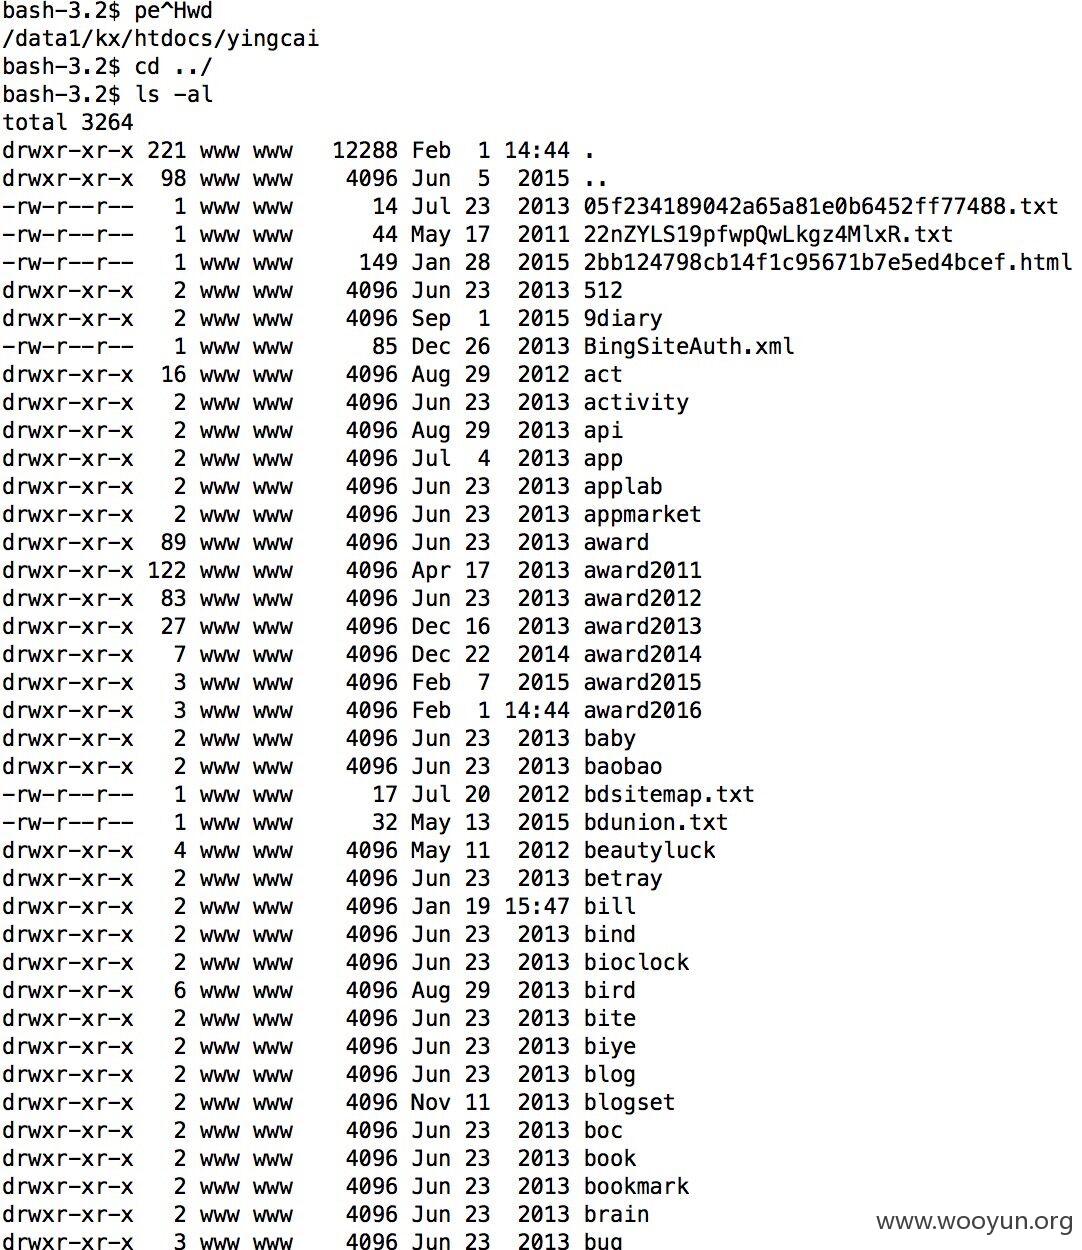 bash-3.2$ pe^Hwd
/data1/kx/htdocs/yingcai
bash-3.2$ cd ../
bash-3.2$ ls -al
total 3264
drwxr-xr-x 221 www www   12288 Feb  1 14:44 .
drwxr-xr-x  98 www www    4096 Jun  5  2015 ..
-rw-r--r--   1 www www      14 Jul 23  2013 05f234189042a65a81e0b6452ff77488.txt
-rw-r--r--   1 www www      44 May 17  2011 22nZYLS19pfwpQwLkgz4MlxR.txt
-rw-r--r--   1 www www     149 Jan 28  2015 2bb124798cb14f1c95671b7e5ed4bcef.html
drwxr-xr-x   2 www www    4096 Jun 23  2013 512
drwxr-xr-x   2 www www    4096 Sep  1  2015 9diary
-rw-r--r--   1 www www      85 Dec 26  2013 BingSiteAuth.xml
drwxr-xr-x  16 www www    4096 Aug 29  2012 act
drwxr-xr-x   2 www www    4096 Jun 23  2013 activity
drwxr-xr-x   2 www www    4096 Aug 29  2013 api
drwxr-xr-x   2 www www    4096 Jul  4  2013 app
drwxr-xr-x   2 www www    4096 Jun 23  2013 applab
drwxr-xr-x   2 www www    4096 Jun 23  2013 appmarket
drwxr-xr-x  89 www www    4096 Jun 23  2013 award
drwxr-xr-x 122 www www    4096 Apr 17  2013 award2011
drwxr-xr-x  83 www www    4096 Jun 23  2013 award2012
drwxr-xr-x  27 www www    4096 Dec 16  2013 award2013
drwxr-xr-x   7 www www    4096 Dec 22  2014 award2014
drwxr-xr-x   3 www www    4096 Feb  7  2015 award2015
drwxr-xr-x   3 www www    4096 Feb  1 14:44 award2016
drwxr-xr-x   2 www www    4096 Jun 23  2013 baby
drwxr-xr-x   2 www www    4096 Jun 23  2013 baobao
-rw-r--r--   1 www www      17 Jul 20  2012 bdsitemap.txt
-rw-r--r--   1 www www      32 May 13  2015 bdunion.txt
drwxr-xr-x   4 www www    4096 May 11  2012 beautyluck
drwxr-xr-x   2 www www    4096 Jun 23  2013 betray
drwxr-xr-x   2 www www    4096 Jan 19 15:47 bill
drwxr-xr-x   2 www www    4096 Jun 23  2013 bind
drwxr-xr-x   2 www www    4096 Jun 23  2013 bioclock
drwxr-xr-x   6 www www    4096 Aug 29  2013 bird
drwxr-xr-x   2 www www    4096 Jun 23  2013 bite
drwxr-xr-x   2 www www    4096 Jun 23  2013 biye
drwxr-xr-x   2 www www    4096 Jun 23  2013 blog
drwxr-xr-x   2 www www    4096 Nov 11  2013 blogset
drwxr-xr-x   2 www www    4096 Jun 23  2013 boc
drwxr-xr-x   2 www www    4096 Jun 23  2013 book
drwxr-xr-x   2 www www    4096 Jun 23  2013 bookmark
drwxr-xr-x   2 www www    4096 Jun 23  2013 brain
drwxr-xr-x   3 www www    4096 Jun 23  2013 bug
www.wooyun.org